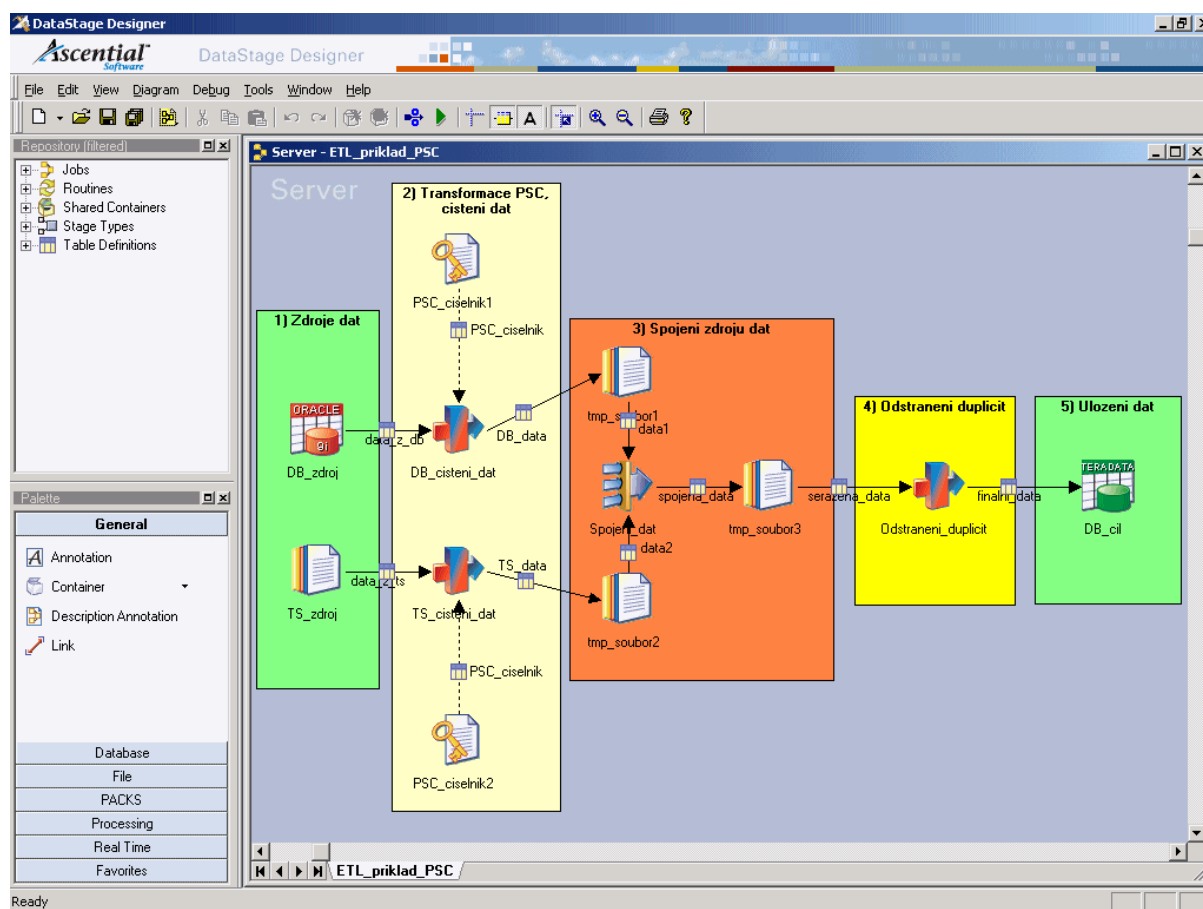 DataStage Designer
Ascential
Software
DataStage Designer
File Edit View Diagram Debug Tools Window Help
Repository (filtered)
Jobs
Routines
Shared Containers
Stage Types
Table Definitions
Palette
General
Annotation
Container
Description Annotation
Link
Database
File
PACKS
Processing
Real Time
Favorites
Server - ETL_priklad_PSC
Server
1) Zdroje dat
ORACLE
9i
DB_zdroj
data_z_db
TS_zdroj
data_z_ts
2) Transformace PSC,
cisteni dat
PSC_ciselnik1
PSC_ciselnik
DB_cisteni_dat
DB_data
TS_data
TS_cisteni_dat
PSC_ciselnik
PSC_ciselnik2
3) Spojeni zdroju dat
tmp_soubor1
data1
Spojeni_dat
spojena_data
tmp_soubor3
data2
tmp_soubor2
serazena_data
4) Odstraneni duplicit
Odstraneni_duplicit
finalni_data
5) Ulozeni dat
TERADATA
DB_cil
ETL_priklad_PSC
Ready